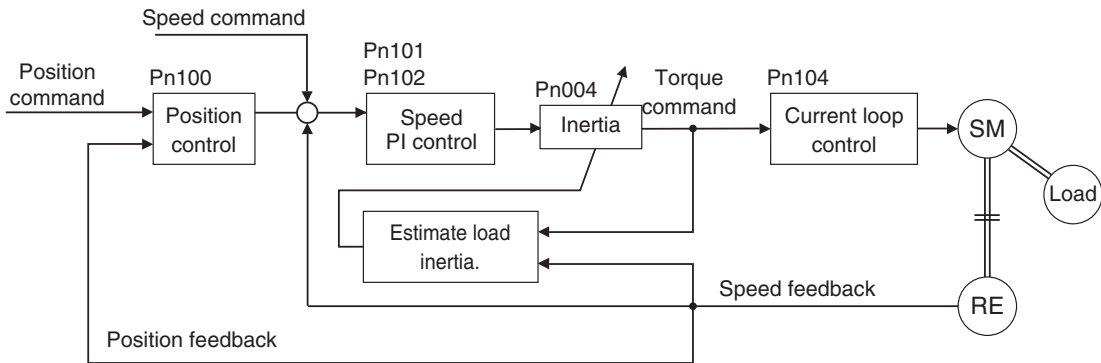 Speed command
Pn101
Pn102
Position
command
Pn100
Pn004
Torque
command
Pn104
Position
control
Speed
PI control
Inertia
Current loop
control
SM
Load
Estimate load
inertia.
Speed feedback
RE
Position feedback